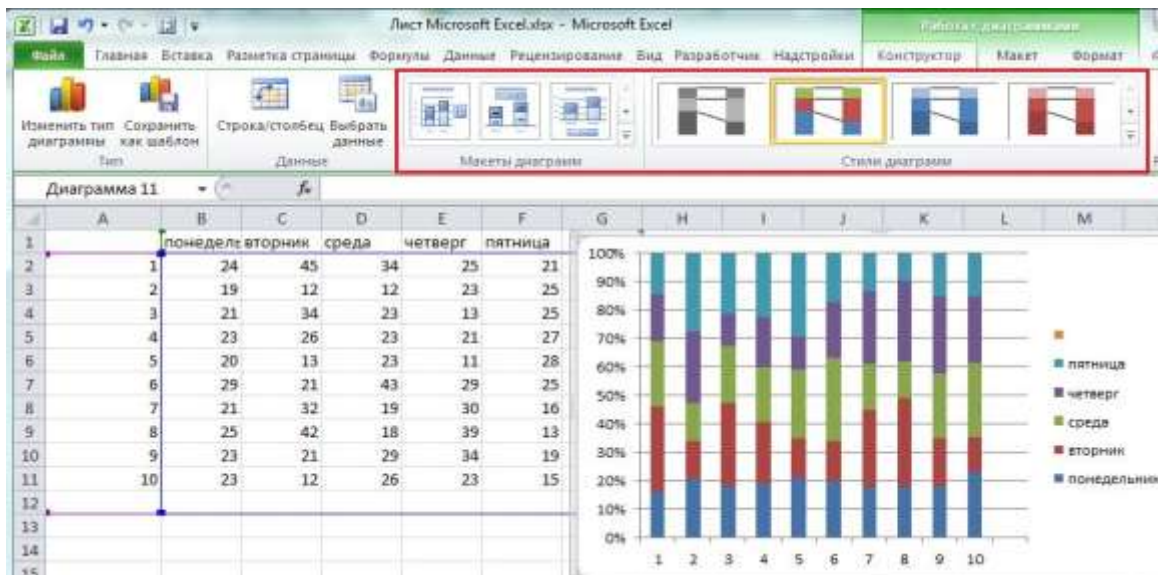 Лист Microsoft Excel.xlsx - Microsoft Excel
Работа с диаграммами
Файл Главная Вставка Разметка страницы Формулы Данные Рецензирование Вид Разработчик Надстройки Конструктор Макет Формат
Изменить тип диаграммы
Сохранить как шаблон
Строка/столбец
Выбрать данные
Тип Данные Макеты диаграмм Стили диаграмм
Диаграмма 11 fx
A B C D E F G H I J K L M
1 понедель вторник среда четверг пятница
2 1 24 45 34 25 21
3 2 19 12 12 23 25
4 3 21 34 23 13 25
5 4 23 26 23 21 27
6 5 20 13 23 11 28
7 6 29 21 43 29 25
8 7 21 32 19 30 16
9 8 25 42 18 39 13
10 9 23 21 29 34 19
11 10 23 12 26 23 15
12
13
14
15
100%
90%
80%
70%
60%
50%
40%
30%
20%
10%
0%
1 2 3 4 5 6 7 8 9 10
пятница
четверг
среда
вторник
понедельник